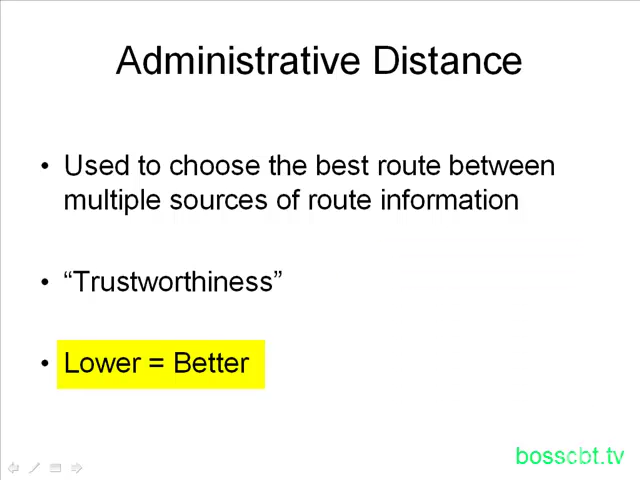 Administrative Distance
• Used to choose the best route between
multiple sources of route information
• “Trustworthiness”
• Lower = Better
bosscbt.tv